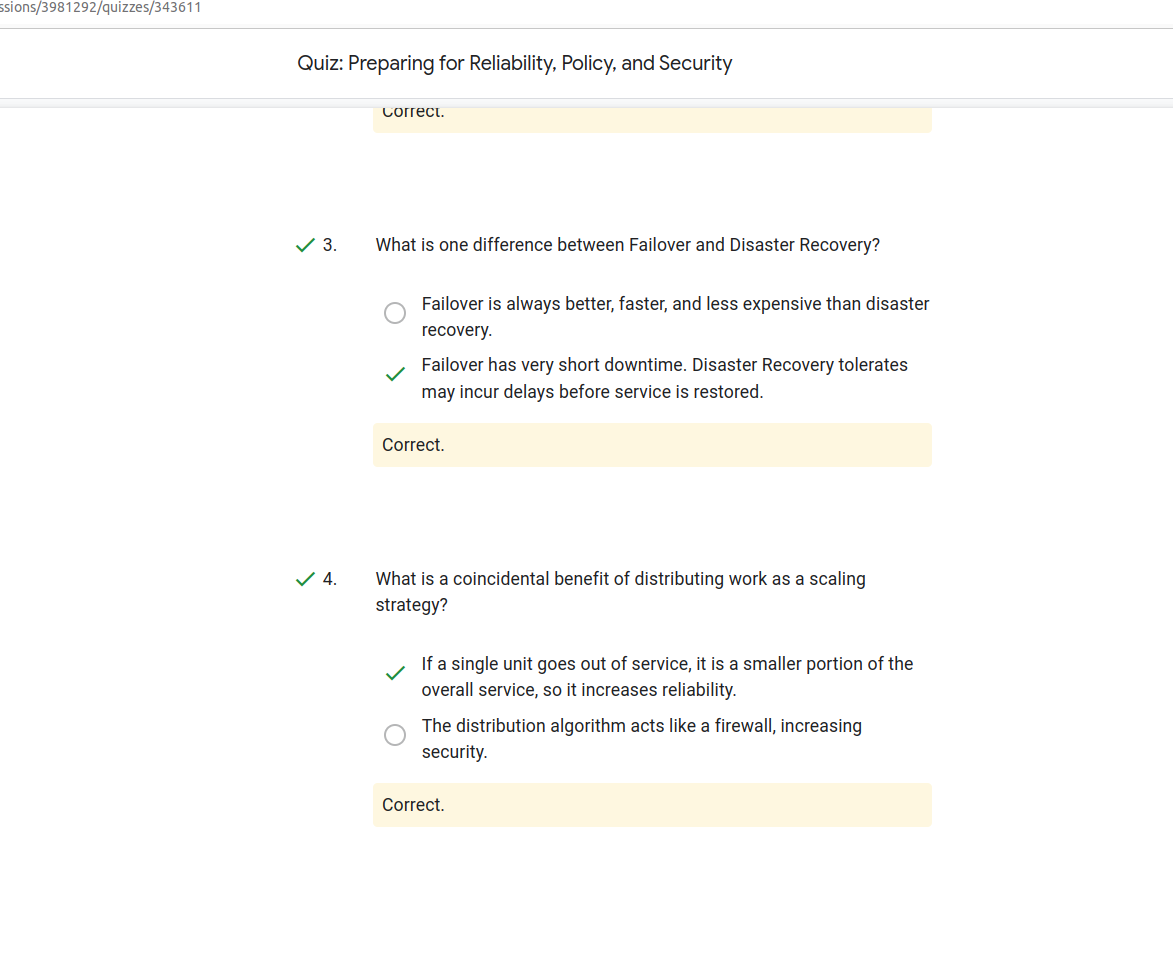 ssions/3981292/quizzes/343611
Quiz: Preparing for Reliability, Policy, and Security
Correct.
3. What is one difference between Failover and Disaster Recovery?
Failover is always better, faster, and less expensive than disaster
recovery.
Failover has very short downtime. Disaster Recovery tolerates
may incur delays before service is restored.
Correct.
4. What is a coincidental benefit of distributing work as a scaling
strategy?
If a single unit goes out of service, it is a smaller portion of the
overall service, so it increases reliability.
The distribution algorithm acts like a firewall, increasing
security.
Correct.